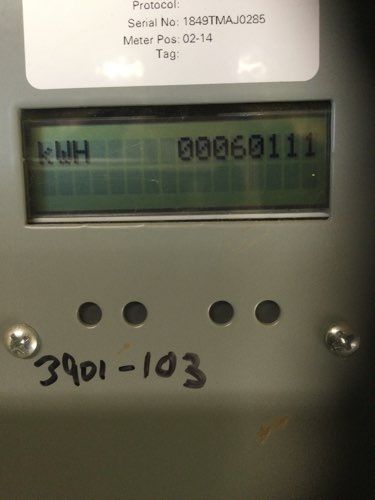 Protocol:
Serial No: 1849TMAJ0285
Meter Pos: 02-14
Tag:
kWH 00060111
3901-103